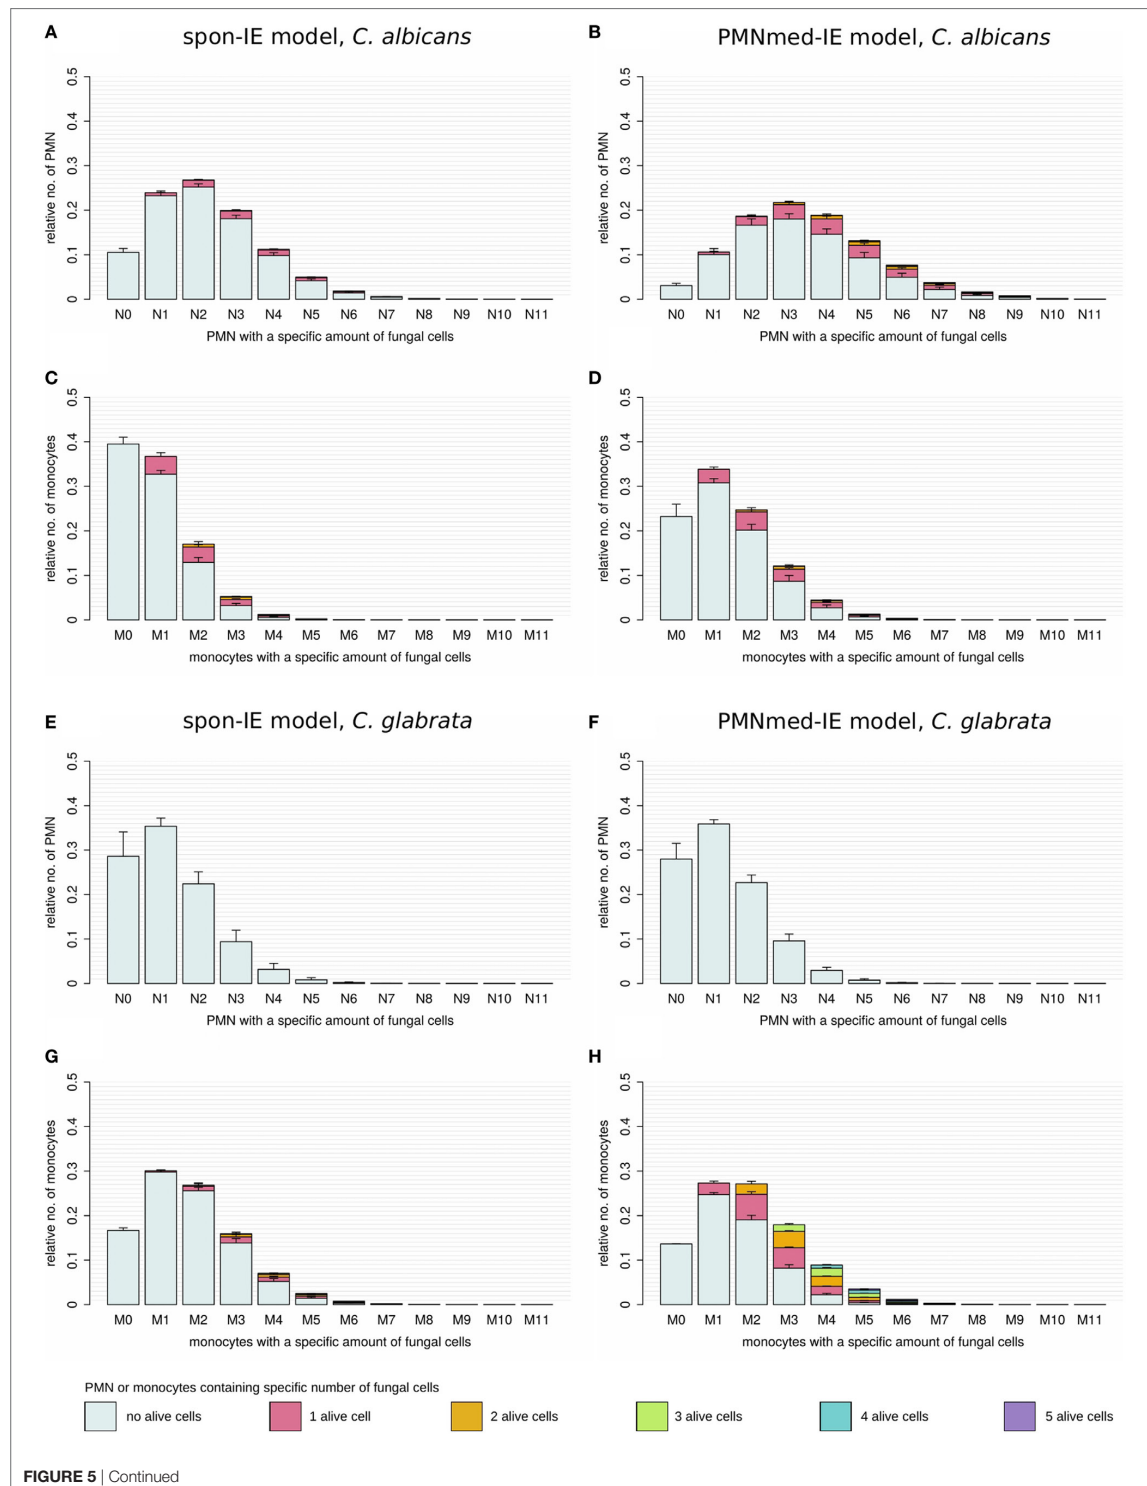 A
spon-IE model, C. albicans
0.5
0.4
0.3
0.2
0.1
0
relative no. of PMN
N0 N1 N2 N3 N4 N5 N6 N7 N8 N9 N10 N11
PMN with a specific amount of fungal cells
B
PMNmed-IE model, C. albicans
0.5
0.4
0.3
0.2
0.1
0
relative no. of PMN
N0 N1 N2 N3 N4 N5 N6 N7 N8 N9 N10 N11
PMN with a specific amount of fungal cells
C
0.5
0.4
0.3
0.2
0.1
0
relative no. of monocytes
M0 M1 M2 M3 M4 M5 M6 M7 M8 M9 M10 M11
monocytes with a specific amount of fungal cells
D
0.5
0.4
0.3
0.2
0.1
0
relative no. of monocytes
M0 M1 M2 M3 M4 M5 M6 M7 M8 M9 M10 M11
monocytes with a specific amount of fungal cells
E
spon-IE model, C. glabrata
0.5
0.4
0.3
0.2
0.1
0
relative no. of PMN
N0 N1 N2 N3 N4 N5 N6 N7 N8 N9 N10 N11
PMN with a specific amount of fungal cells
F
PMNmed-IE model, C. glabrata
0.5
0.4
0.3
0.2
0.1
0
relative no. of PMN
N0 N1 N2 N3 N4 N5 N6 N7 N8 N9 N10 N11
PMN with a specific amount of fungal cells
G
0.5
0.4
0.3
0.2
0.1
0
relative no. of monocytes
M0 M1 M2 M3 M4 M5 M6 M7 M8 M9 M10 M11
monocytes with a specific amount of fungal cells
H
0.5
0.4
0.3
0.2
0.1
0
relative no. of monocytes
M0 M1 M2 M3 M4 M5 M6 M7 M8 M9 M10 M11
monocytes with a specific amount of fungal cells
PMN or monocytes containing specific number of fungal cells
no alive cells 1 alive cell 2 alive cells 3 alive cells 4 alive cells 5 alive cells
FIGURE 5 | Continued